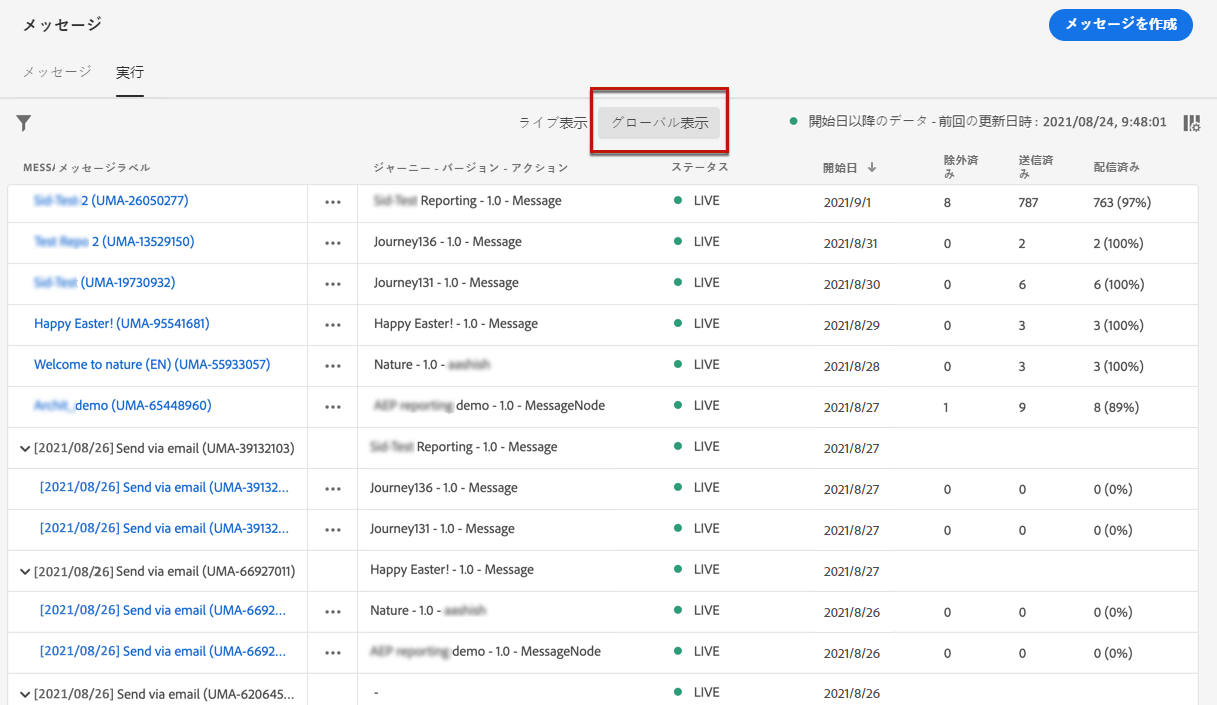 メッセージ
メッセージを作成
メッセージ 実行
ライブ表示 グローバル表示 開始日以降のデータ - 前回の更新日時 : 2021/08/24, 9:48:01
MESS メッセージラベル ジャーニー - バージョン - アクション ステータス 開始日 ↓ 除外済み 送信済み 配信済み
2 (UMA-26050277) ••• Reporting - 1.0 - Message LIVE 2021/9/1 8 787 763 (97%)
2 (UMA-13529150) ••• Journey136 - 1.0 - Message LIVE 2021/8/31 0 2 2 (100%)
(UMA-19730932) ••• Journey131 - 1.0 - Message LIVE 2021/8/30 0 6 6 (100%)
Happy Easter! (UMA-95541681) ••• Happy Easter! - 1.0 - Message LIVE 2021/8/29 0 3 3 (100%)
Welcome to nature (EN) (UMA-55933057) ••• Nature - 1.0 - LIVE 2021/8/28 0 3 3 (100%)
demo (UMA-65448960) ••• demo - 1.0 - MessageNode LIVE 2021/8/27 1 9 8 (89%)
[2021/08/26] Send via email (UMA-39132103) Reporting - 1.0 - Message LIVE 2021/8/27
[2021/08/26] Send via email (UMA-39132... ••• Journey136 - 1.0 - Message LIVE 2021/8/27 0 0 0 (0%)
[2021/08/26] Send via email (UMA-39132... ••• Journey131 - 1.0 - Message LIVE 2021/8/27 0 0 0 (0%)
[2021/08/26] Send via email (UMA-66927011) Happy Easter! - 1.0 - Message LIVE 2021/8/27
[2021/08/26] Send via email (UMA-6692... ••• Nature - 1.0 - LIVE 2021/8/26 0 0 0 (0%)
[2021/08/26] Send via email (UMA-6692... ••• demo - 1.0 - MessageNode LIVE 2021/8/26 0 0 0 (0%)
[2021/08/26] Send via email (UMA-620645... - LIVE 2021/8/26